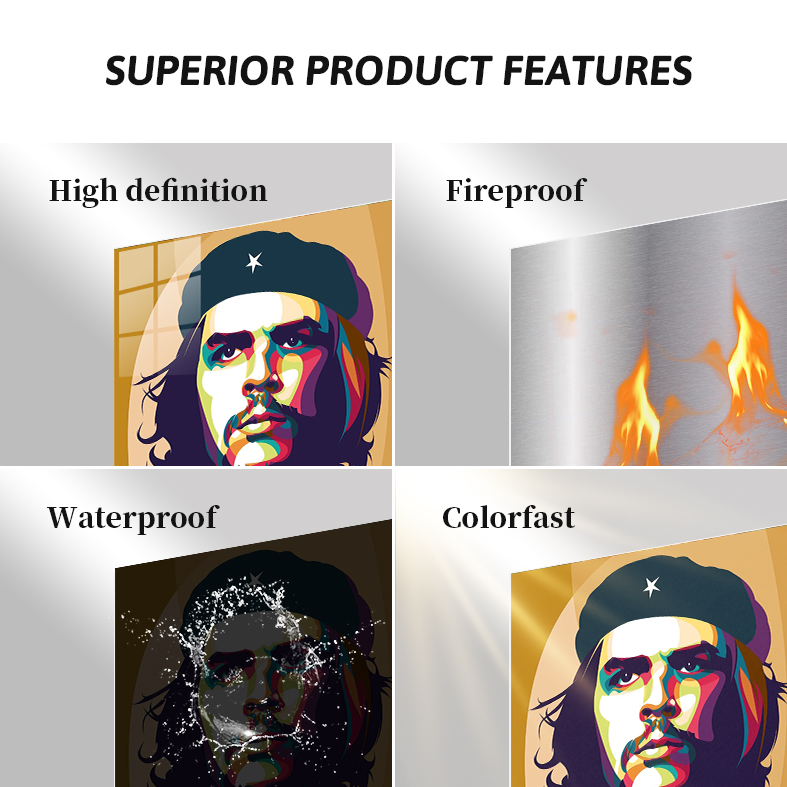 SUPERIOR PRODUCT FEATURES
High definition
Fireproof
Waterproof
Colorfast